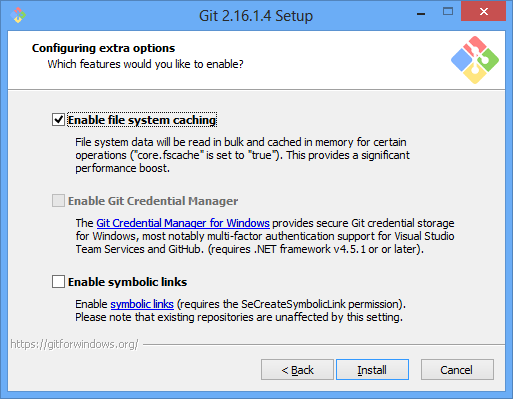 Git 2.16.1.4 Setup
Configuring extra options
Which features would you like to enable?
Enable file system caching
File system data will be read in bulk and cached in memory for certain
operations ("core.fscache" is set to "true"). This provides a significant
performance boost.
Enable Git Credential Manager
The Git Credential Manager for Windows provides secure Git credential storage
for Windows, most notably multi-factor authentication support for Visual Studio
Team Services and GitHub. (requires .NET framework v4.5.1 or or later).
Enable symbolic links
Enable symbolic links (requires the SeCreateSymbolicLink permission).
Please note that existing repositories are unaffected by this setting.
https://gitforwindows.org/
< Back Install Cancel